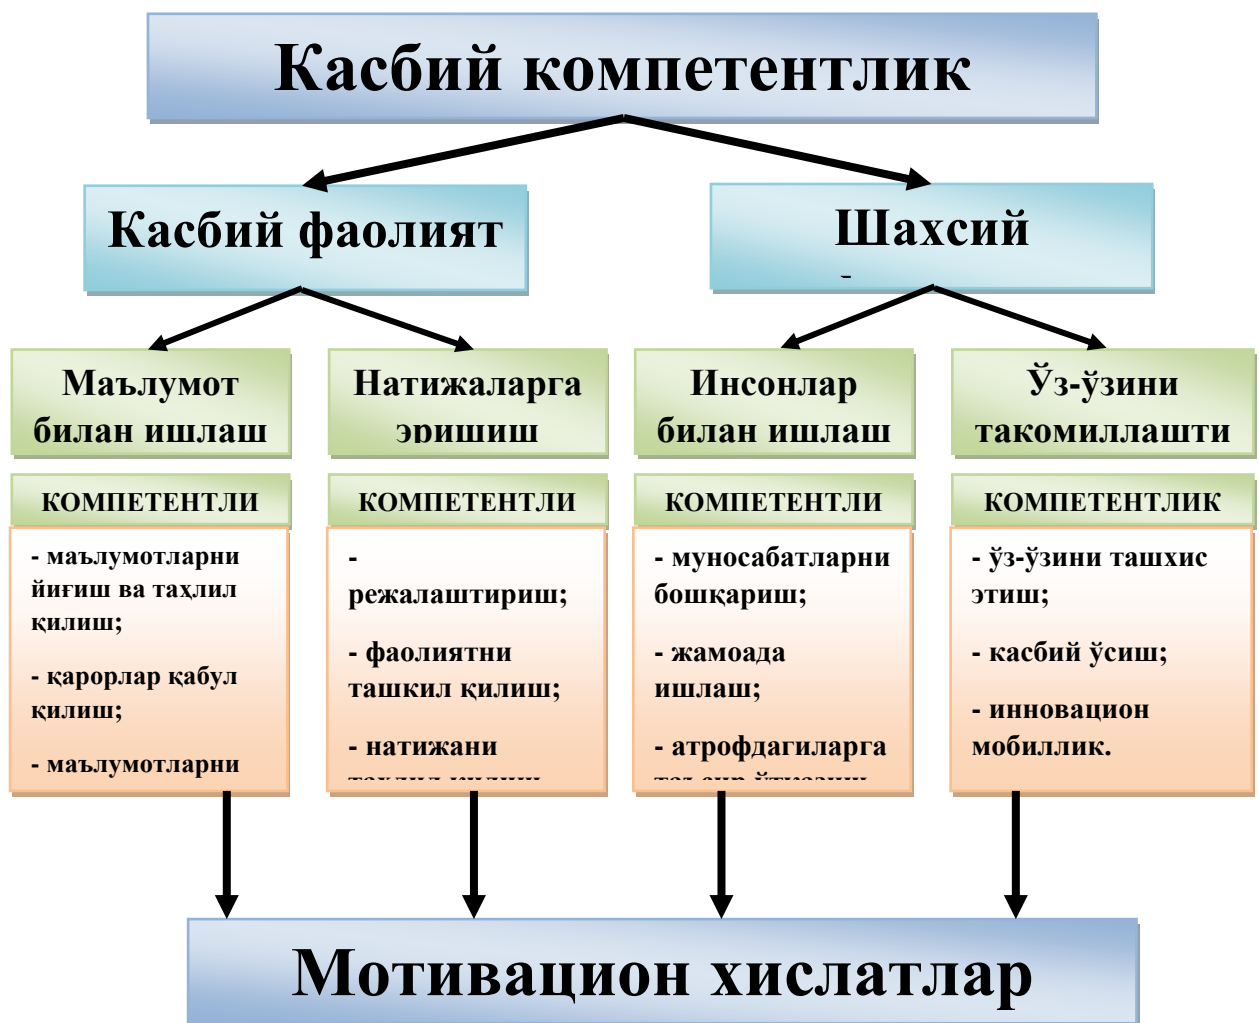 Касбий компетентлик
Касбий фаолият
Шахсий
Маълумот
билан ишлаш
Натижаларга
эришиш
Инсонлар
билан ишлаш
Ўз-ўзини
такомиллашти
КОМПЕТЕНТЛИ
КОМПЕТЕНТЛИ
КОМПЕТЕНТЛИ
КОМПЕТЕНТЛИК
- маълумотларни
йиғиш ва таҳлил
қилиш;
- қарорлар қабул
қилиш;
- маълумотларни
-
режалаштириш;
- фаолиятни
ташкил қилиш;
- натижани
- муносабатларни
бошқариш;
- жамоада
ишлаш;
- атрофдагиларга
- ўз-ўзини ташхис
этиш;
- касбий ўсиш;
- инновацион
мобиллик.
Мотивацион хислатлар